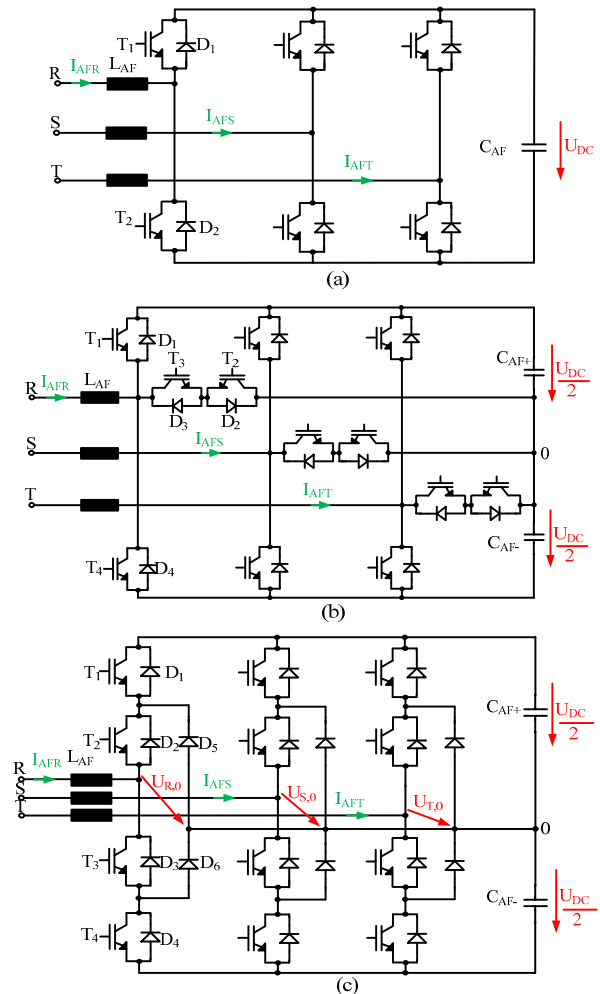 T1 D1
IAFR LAF
R
IAFS
S
CAF UDC
IAFT
T
T2 D2
(a)
T1 D1
T3 T2
CAF+ UDC/2
IAFR LAF
R
D3 D2
IAFS
S 0
IAFT
T
CAF- UDC/2
T4 D4
(b)
T1 D1
CAF+ UDC/2
T2 D2 D5
IAFR LAF
R UR,0
IAFS US,0
S IAFT UT,0
T 0
T3 D3 D6
CAF- UDC/2
T4 D4
(c)